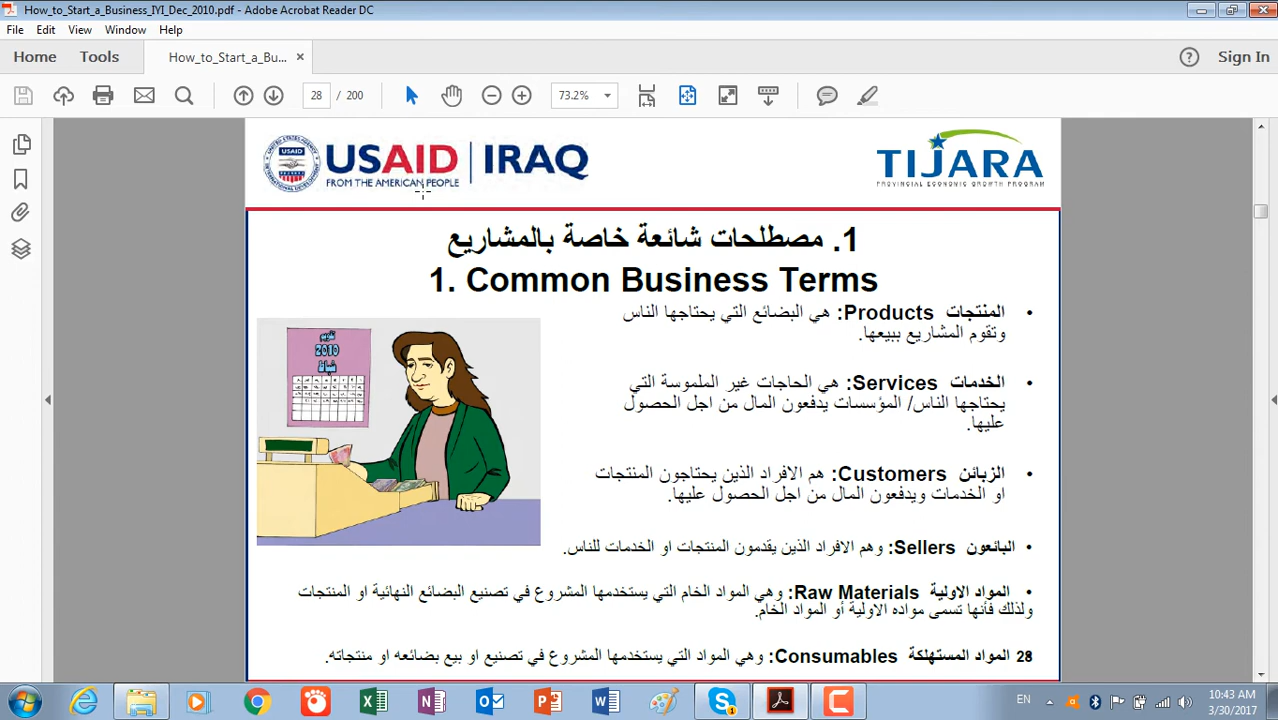 How_to_Start_a_Business_IYI_Dec_2010.pdf - Adobe Acrobat Reader DC
File Edit View Window Help
Home Tools How_to_Start_a_Bu... × Sign In
28 / 200 73.2%
USAID IRAQ
FROM THE AMERICAN PEOPLE
USAID
TIJARA
PROVINCIAL ECONOMIC GROWTH PROGRAM
1. مصطلحات شائعة خاصة بالمشاريع
1. Common Business Terms
• المنتجات Products: هي البضائع التي يحتاجها الناس
وتقوم المشاريع ببيعها.
• الخدمات Services: هي الحاجات غير الملموسة التي
يحتاجها الناس/ المؤسسات يدفعون المال من اجل الحصول
عليها.
• الزبائن Customers: هم الافراد الذين يحتاجون المنتجات
او الخدمات ويدفعون المال من اجل الحصول عليها.
• البائعون Sellers: وهم الافراد الذين يقدمون المنتجات او الخدمات للناس.
• المواد الاولية Raw Materials: وهي المواد الخام التي يستخدمها المشروع في تصنيع البضائع النهائية او المنتجات
ولذلك فأنها تسمى مواده الاولية أو المواد الخام.
المواد المستهلكة Consumables: وهي المواد التي يستخدمها المشروع في تصنيع او بيع بضائعه او منتجاته.
28
تقويم
2010
شباط
EN
10:43 AM
3/30/2017